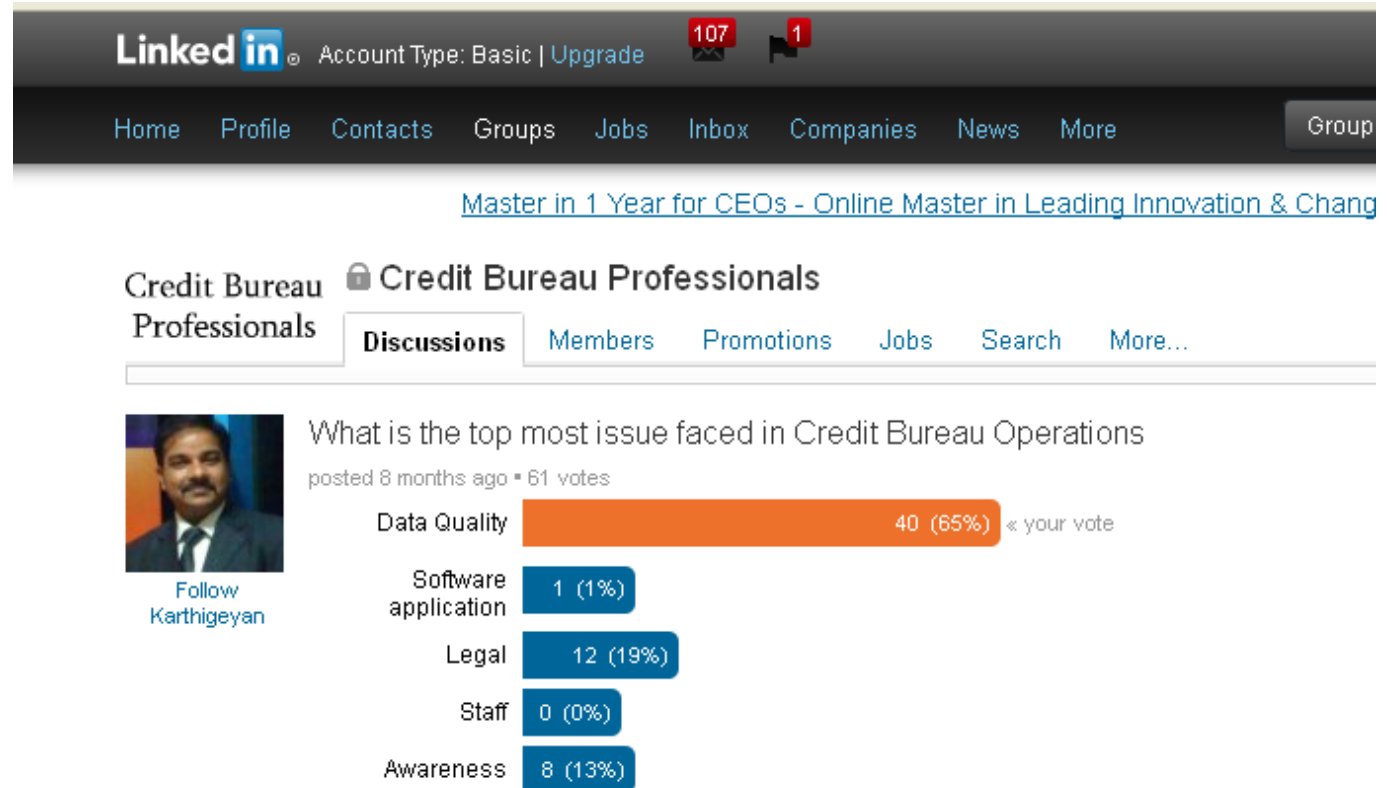 Linked in ® Account Type: Basic | Upgrade 107 1
Home Profile Contacts Groups Jobs Inbox Companies News More Group
Master in 1 Year for CEOs - Online Master in Leading Innovation & Chang
Credit Bureau
Professionals
Credit Bureau Professionals
Discussions Members Promotions Jobs Search More...
What is the top most issue faced in Credit Bureau Operations
posted 8 months ago ▪ 61 votes
Data Quality 40 (65%) « your vote
Software
application 1 (1%)
Legal 12 (19%)
Staff 0 (0%)
Awareness 8 (13%)
Follow
Karthigeyan